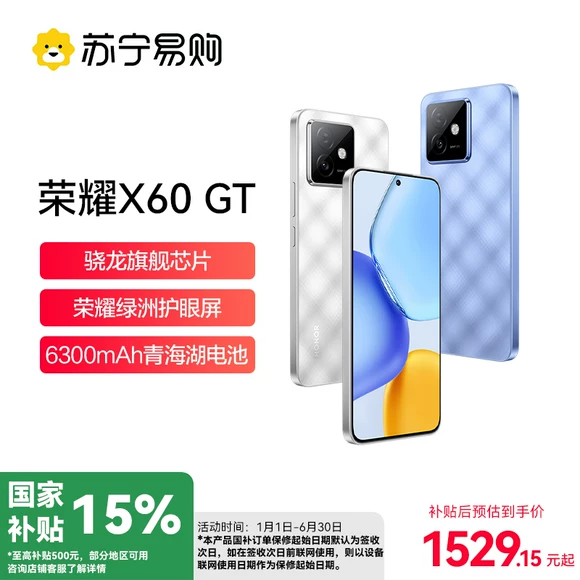 苏宁易购
荣耀X60 GT
骁龙旗舰芯片
荣耀绿洲护眼屏
6300mAh青海湖电池
HONOR
国家
补贴
15%
*至高补贴500元，部分地区可用
咨询店铺客服了解详情
活动时间：1月1日-6月30日
*本产品国补订单保修起始日期默认为签收
次日，如在签收次日前联网使用，则以设备
联网使用日期作为保修起始日期。
补贴后预估到手价
1529.15元起